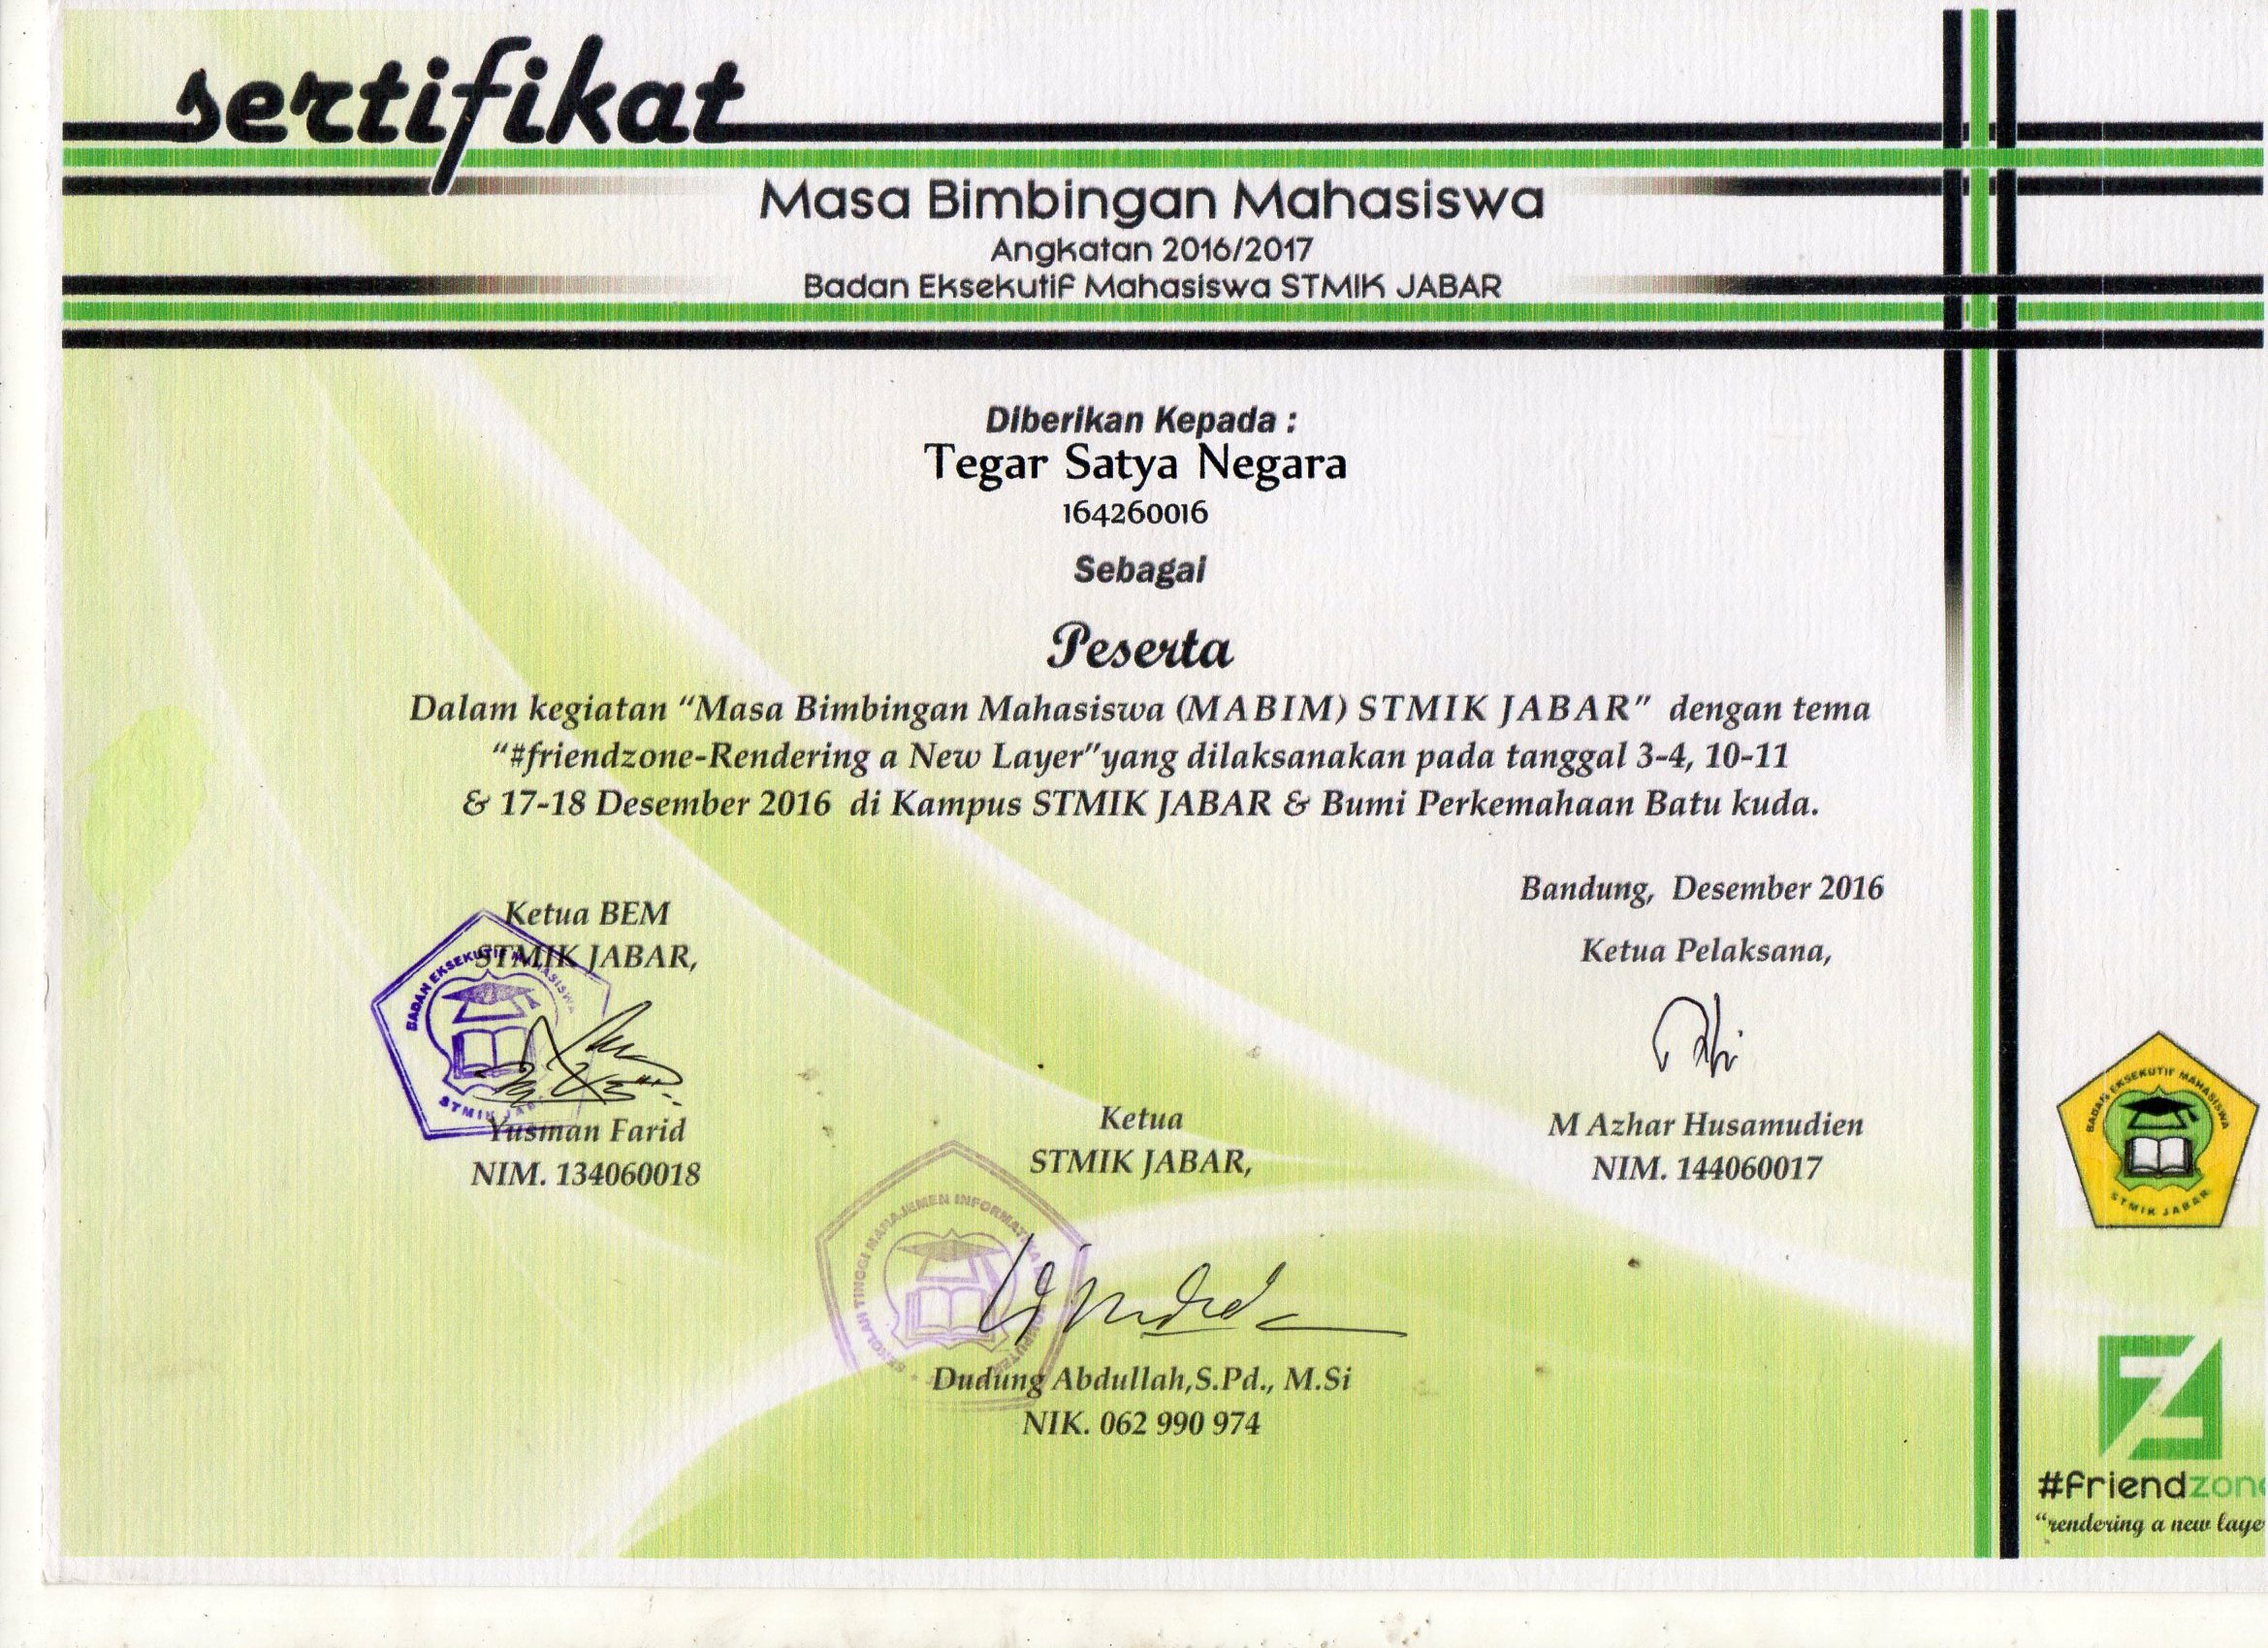 sertifikat
Masa Bimbingan Mahasiswa
Angkatan 2016/2017
Badan Eksekutif Mahasiswa STMIK JABAR
Diberikan Kepada :
Tegar Satya Negara
164260016
Sebagai
Peserta
Dalam kegiatan “Masa Bimbingan Mahasiswa (MABIM) STMIK JABAR” dengan tema
“#friendzone-Rendering a New Layer”yang dilaksanakan pada tanggal 3-4, 10-11
& 17-18 Desember 2016 di Kampus STMIK JABAR & Bumi Perkemahaan Batu kuda.
Bandung, Desember 2016
Ketua BEM
STMIK JABAR,
BADAN EKSEKUTIF MAHASISWA
STMIK JAB
Yusman Farid
NIM. 134060018
Ketua Pelaksana,
M Azhar Husamudien
NIM. 144060017
Ketua
STMIK JABAR,
SEKOLAH TINGGI MANAJEMEN INFORMATIKA KOMPUTER
Dudung Abdullah,S.Pd., M.Si
NIK. 062 990 974
BADAN EKSEKUTIF MAHASISWA
STMIK JABAR
#Friendzon
“rendering a new laye